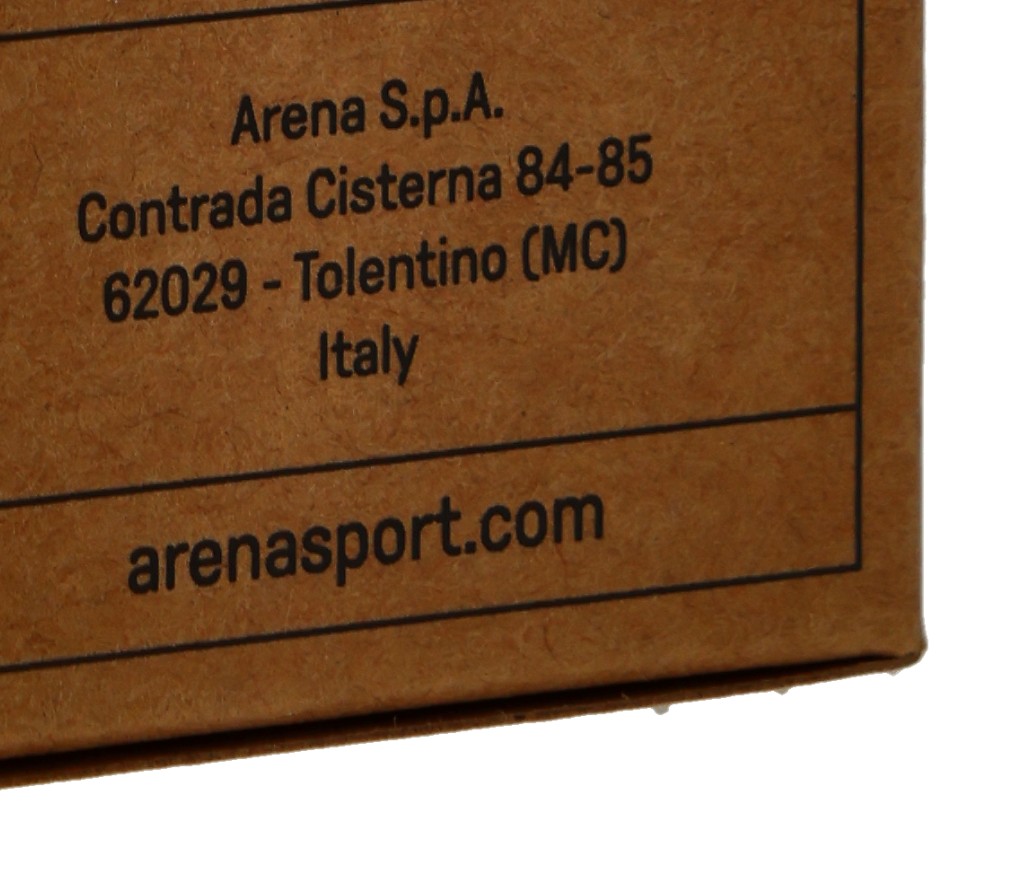 Arena S.p.A.
Contrada Cisterna 84-85
62029 - Tolentino (MC)
Italy
arenasport.com